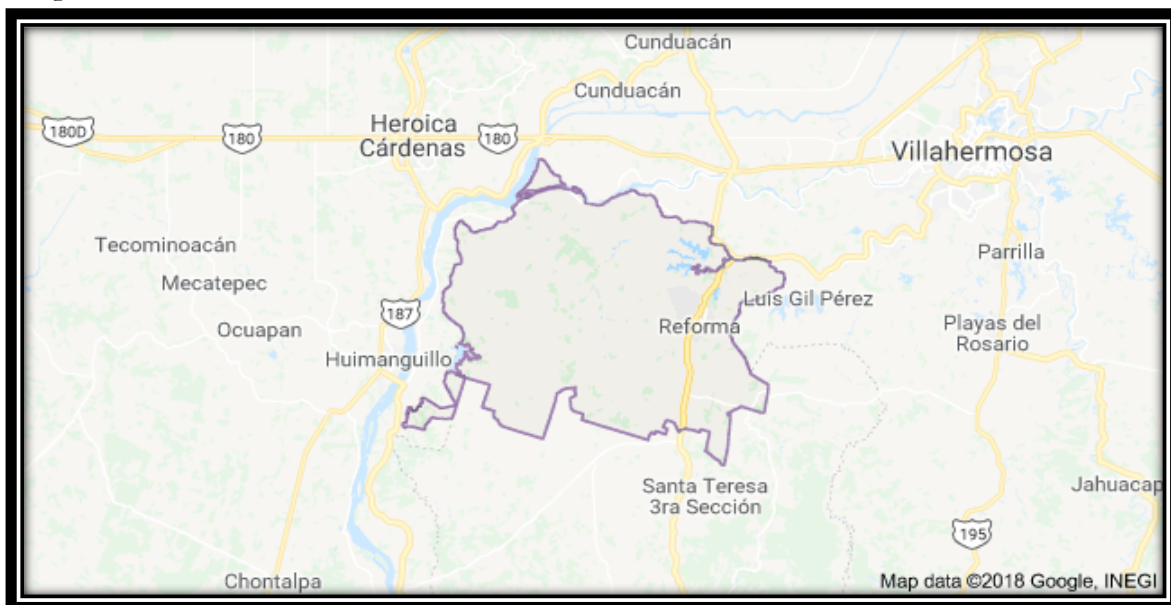 Cunduacán
Cunduacán
180D
180
Heroica
Cárdenas
180
Villahermosa
Tecominoacán
Mecatepec
Parrilla
187
Luis Gil Pérez
Ocuapan
Reforma
Playas del
Rosario
Huimanguillo
Santa Teresa
3ra Sección
Jahuacap
195
Chontalpa
Map data ©2018 Google, INEGI